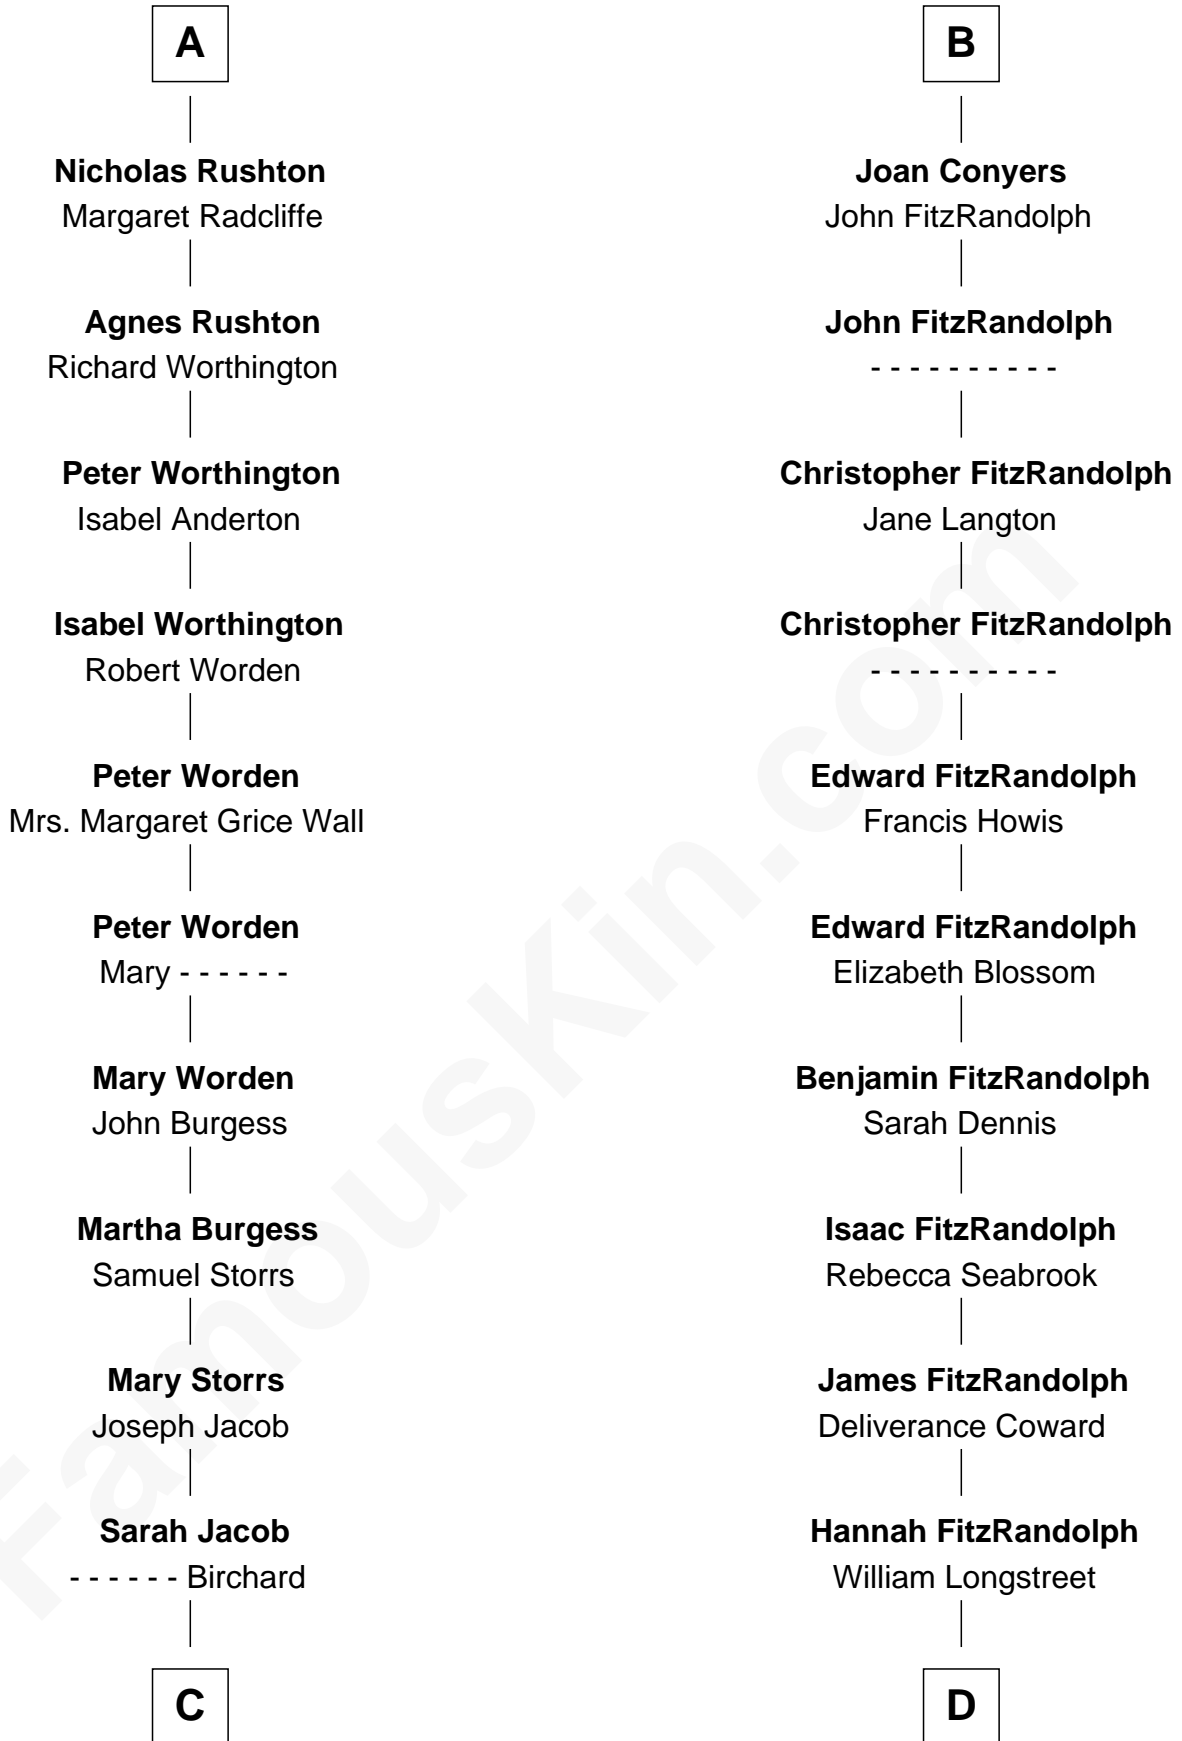 A
Nicholas Rushton
Margaret Radcliffe
Agnes Rushton
Richard Worthington
Peter Worthington
Isabel Anderton
Isabel Worthington
Robert Worden
Peter Worden
Mrs. Margaret Grice Wall
Peter Worden
Mary - - - - - -
Mary Worden
John Burgess
Martha Burgess
Samuel Storrs
Mary Storrs
Joseph Jacob
Sarah Jacob
- - - - - - Birchard
C
B
Joan Conyers
John FitzRandolph
John FitzRandolph
- - - - - - - - - -
Christopher FitzRandolph
Jane Langton
Christopher FitzRandolph
- - - - - - - - - -
Edward FitzRandolph
Francis Howis
Edward FitzRandolph
Elizabeth Blossom
Benjamin FitzRandolph
Sarah Dennis
Isaac FitzRandolph
Rebecca Seabrook
James FitzRandolph
Deliverance Coward
Hannah FitzRandolph
William Longstreet
D
FamousKin.com